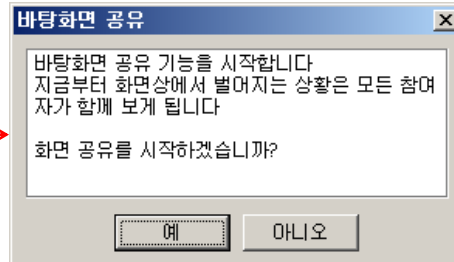 바탕화면 공유
바탕화면 공유 기능을 시작합니다
지금부터 화면상에서 벌어지는 상황은 모든 참여
자가 함께 보게 됩니다
화면 공유를 시작하겠습니까?
예
아니오